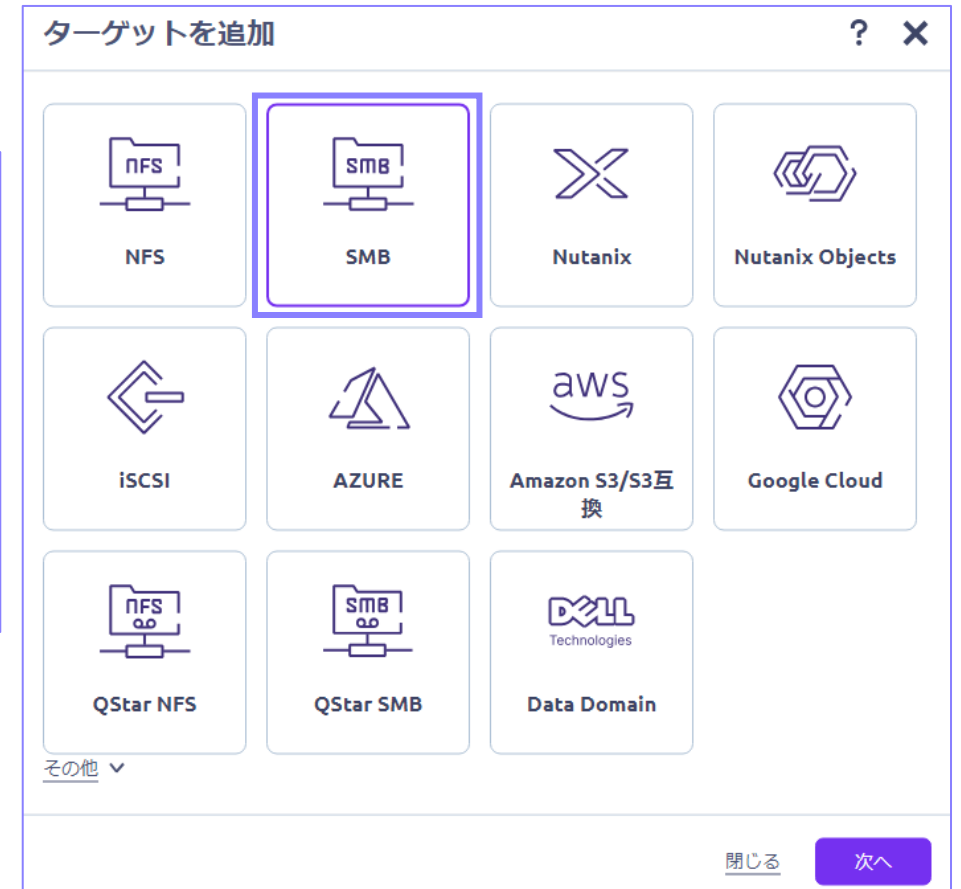 ターゲットを追加
?
NFS
SMB
NFS
SMB
Nutanix
Nutanix Objects
aws
iSCSI
AZURE
Amazon S3/S3互
換
Google Cloud
NFS
SMB
DELL
Technologies
QStar NFS
QStar SMB
Data Domain
その他
閉じる
次へ